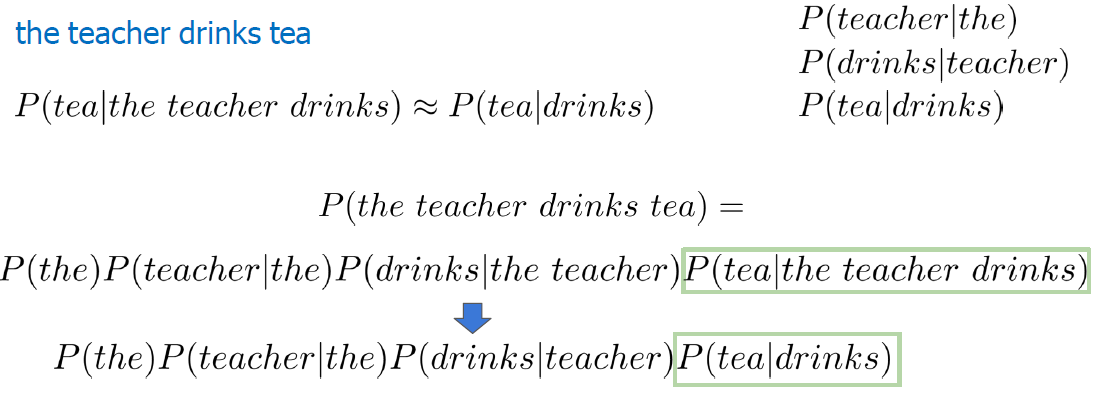 the teacher drinks tea
P(teacher|the)
P(drinks|teacher)
P(tea|the teacher drinks) ≈ P(tea|drinks)
P(tea|drinks)
P(the teacher drinks tea) =
P(the)P(teacher|the)P(drinks|the teacher)P(tea|the teacher drinks)
P(the)P(teacher|the)P(drinks|teacher)P(tea|drinks)